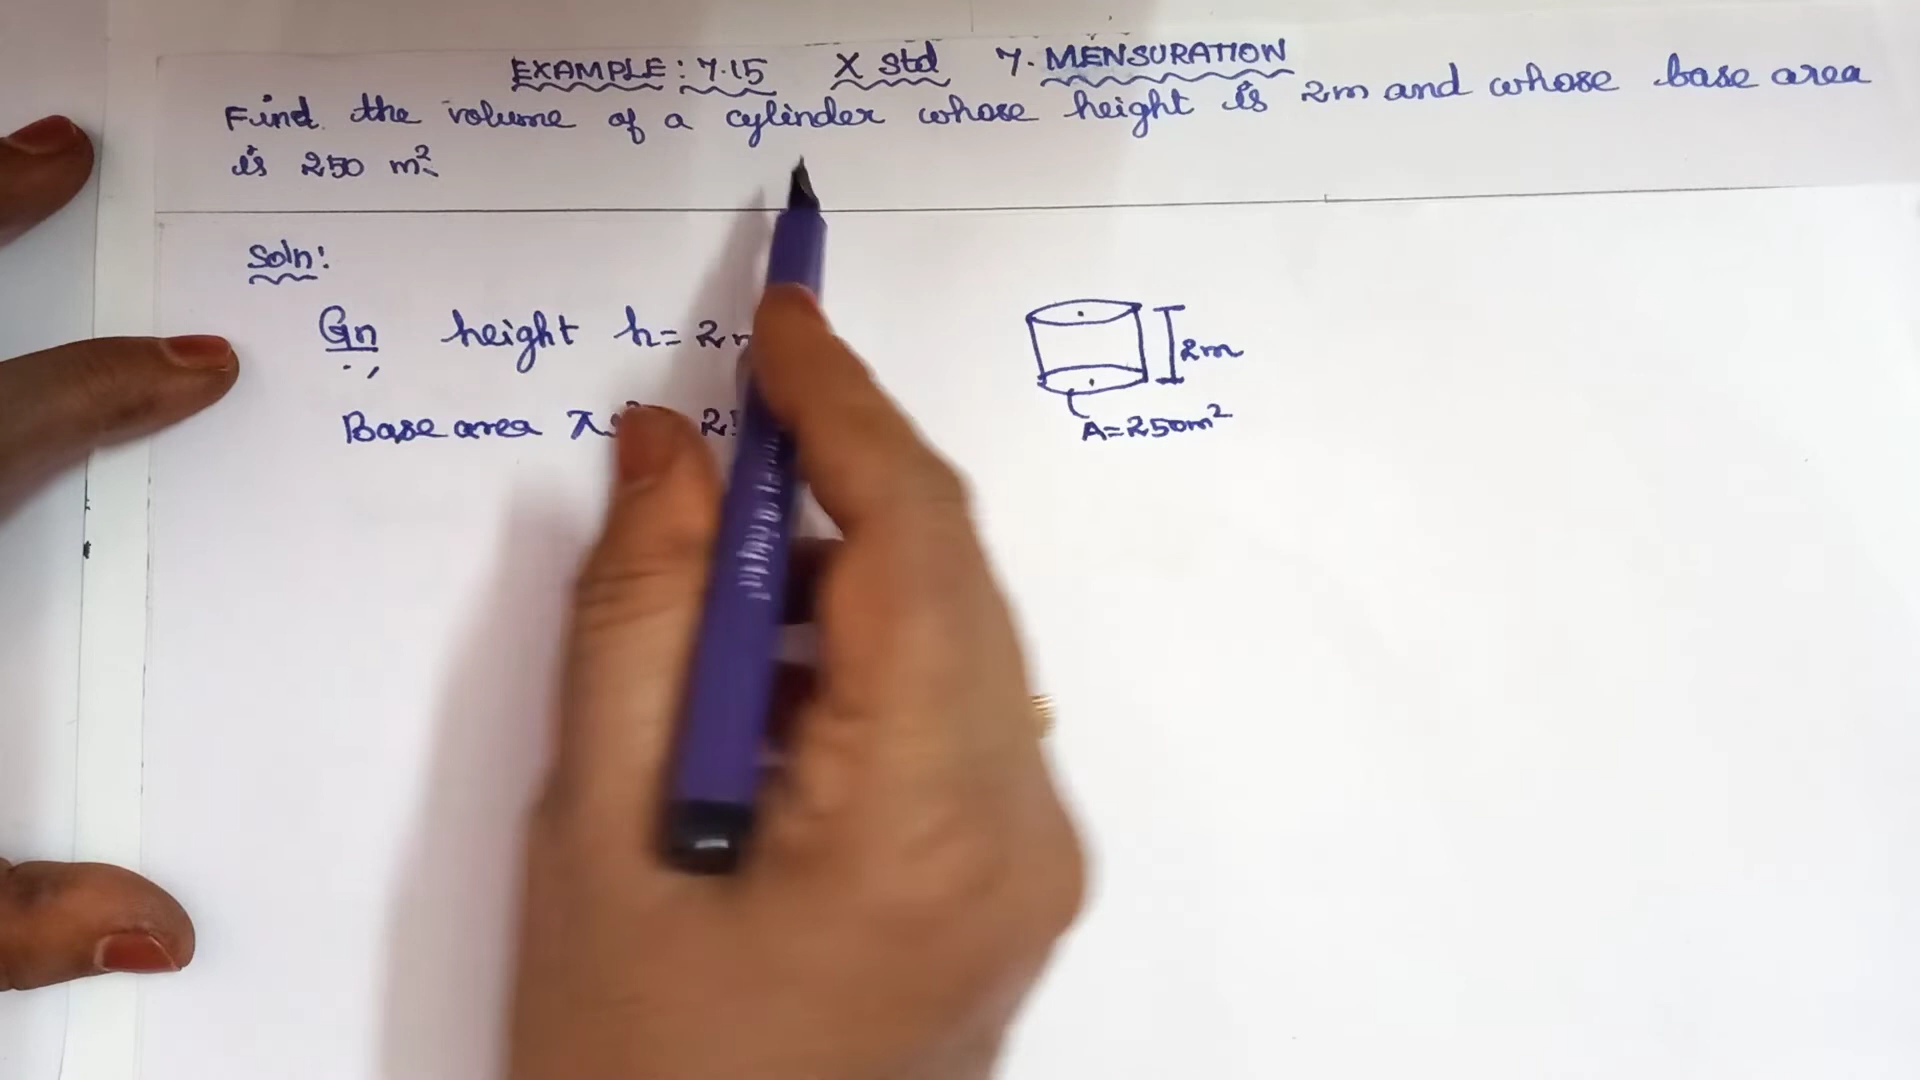 EXAMPLE: 7.15 X std 7. MENSURATION
Find the volume of a cylinder whose height is 2m and whose base area
is 250 m².
Soln:
Gn height h = 2
2m
Base area π
A=250m²